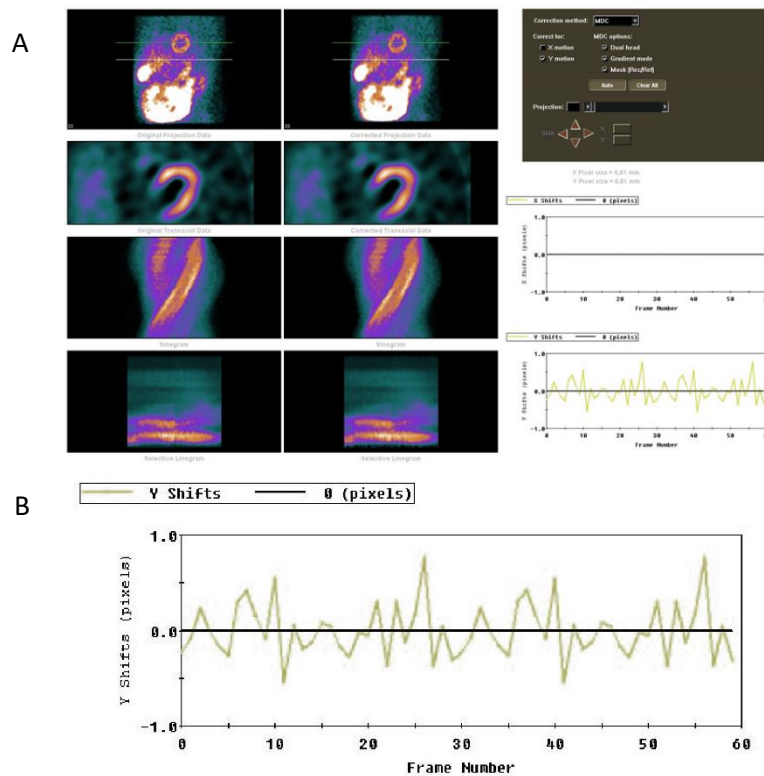 A
Original Projection Data
Corrected Projection Data
Original Transaxial Data
Corrected Transaxial Data
Sinogram
Sinogram
Selective Linogram
Selective Linogram
Correction method: MDC
Correct for:
MDC options:
X motion
Dual head
Y motion
Gradient mode
Mask (Rec/Ref)
Auto
Clear All
Projection:
Shift
X:
Y:
X Pixel size = 6.81 mm
Y Pixel size = 6.81 mm
X Shifts
0 (pixels)
X Shifts (pixels)
1.0
0.0
-1.0
0
10
20
30
40
50
Frame Number
Y Shifts
0 (pixels)
Y Shifts (pixels)
1.0
0.0
-1.0
0
10
20
30
40
50
Frame Number
B
Y Shifts
0 (pixels)
Y Shifts (pixels)
1.0
0.0
-1.0
0
10
20
30
40
50
60
Frame Number